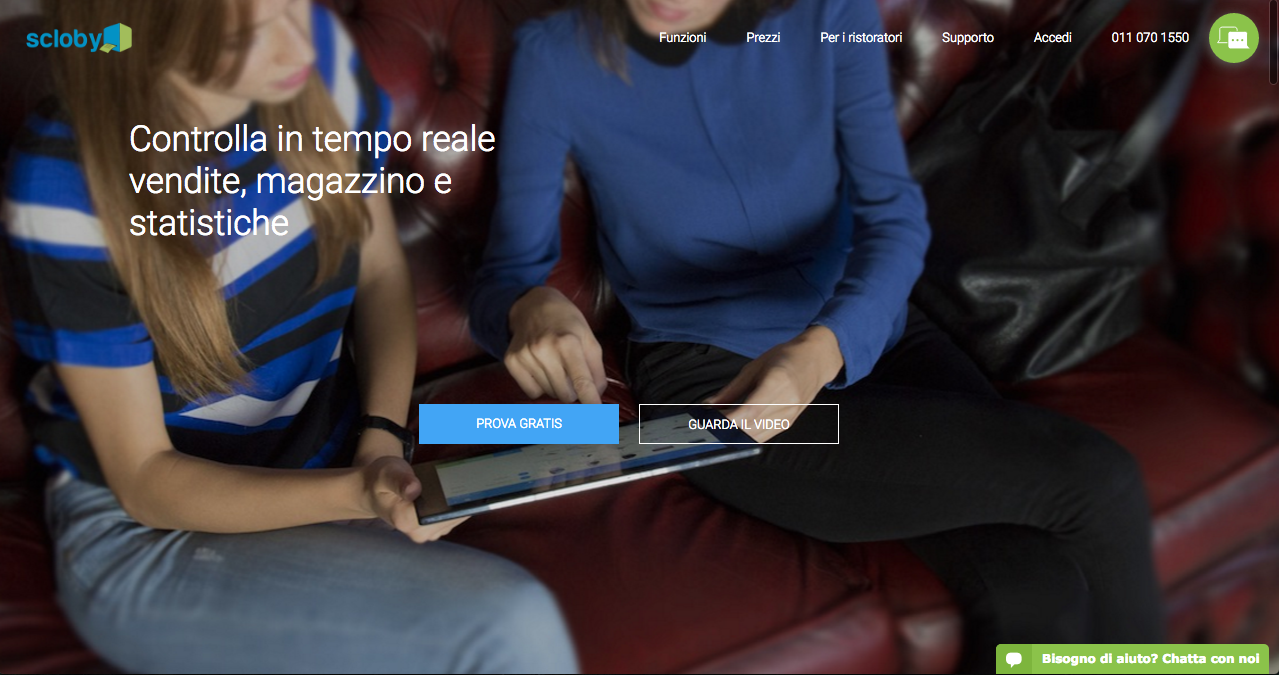 scloby
Funzioni
Prezzi
Per i ristoratori
Supporto
Accedi
011 070 1550
Controlla in tempo reale
vendite, magazzino e
statistiche
PROVA GRATIS
GUARDA IL VIDEO
Bisogno di aiuto? Chatta con noi